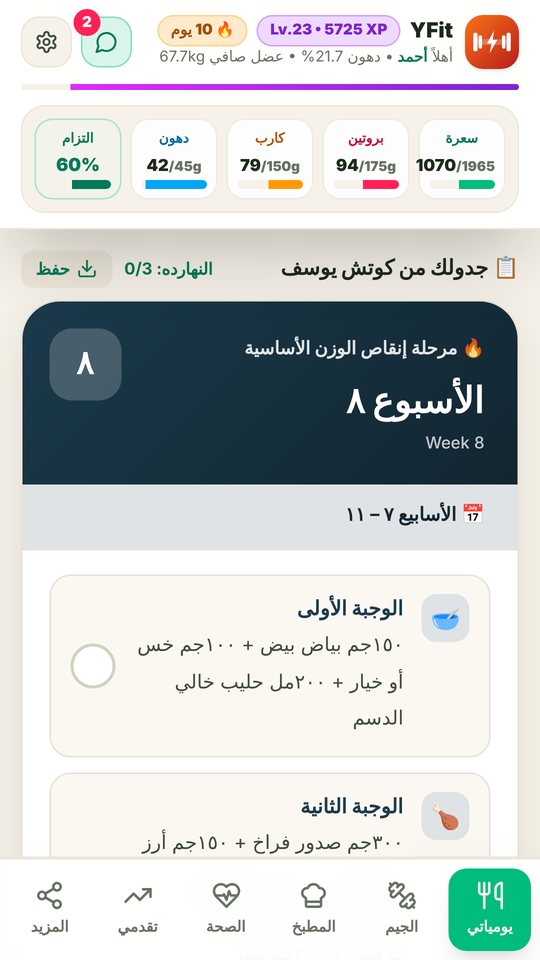 YFit
Lv.23 • 5725 XP
🔥 10 يوم
2
أهلاً أحمد • دهون 21.7% • عضل صافي 67.7kg
سعرة
1070/1965
بروتين
94/175g
كارب
79/150g
دهون
42/45g
التزام
60%
📋 جدولك من كوتش يوسف
النهارده: 0/3
حفظ
🔥 مرحلة إنقاص الوزن الأساسية
٨
الأسبوع ٨
Week 8
📅 الأسابيع ٧ – ١١
الوجبة الأولى
١٥٠جم بياض بيض + ١٠٠جم خس
أو خيار + ٢٠٠مل حليب خالي
الدسم
الوجبة الثانية
٣٠٠جم صدور فراخ + ١٥٠جم أرز
يومياتي
الجيم
المطبخ
الصحة
تقدمي
المزيد